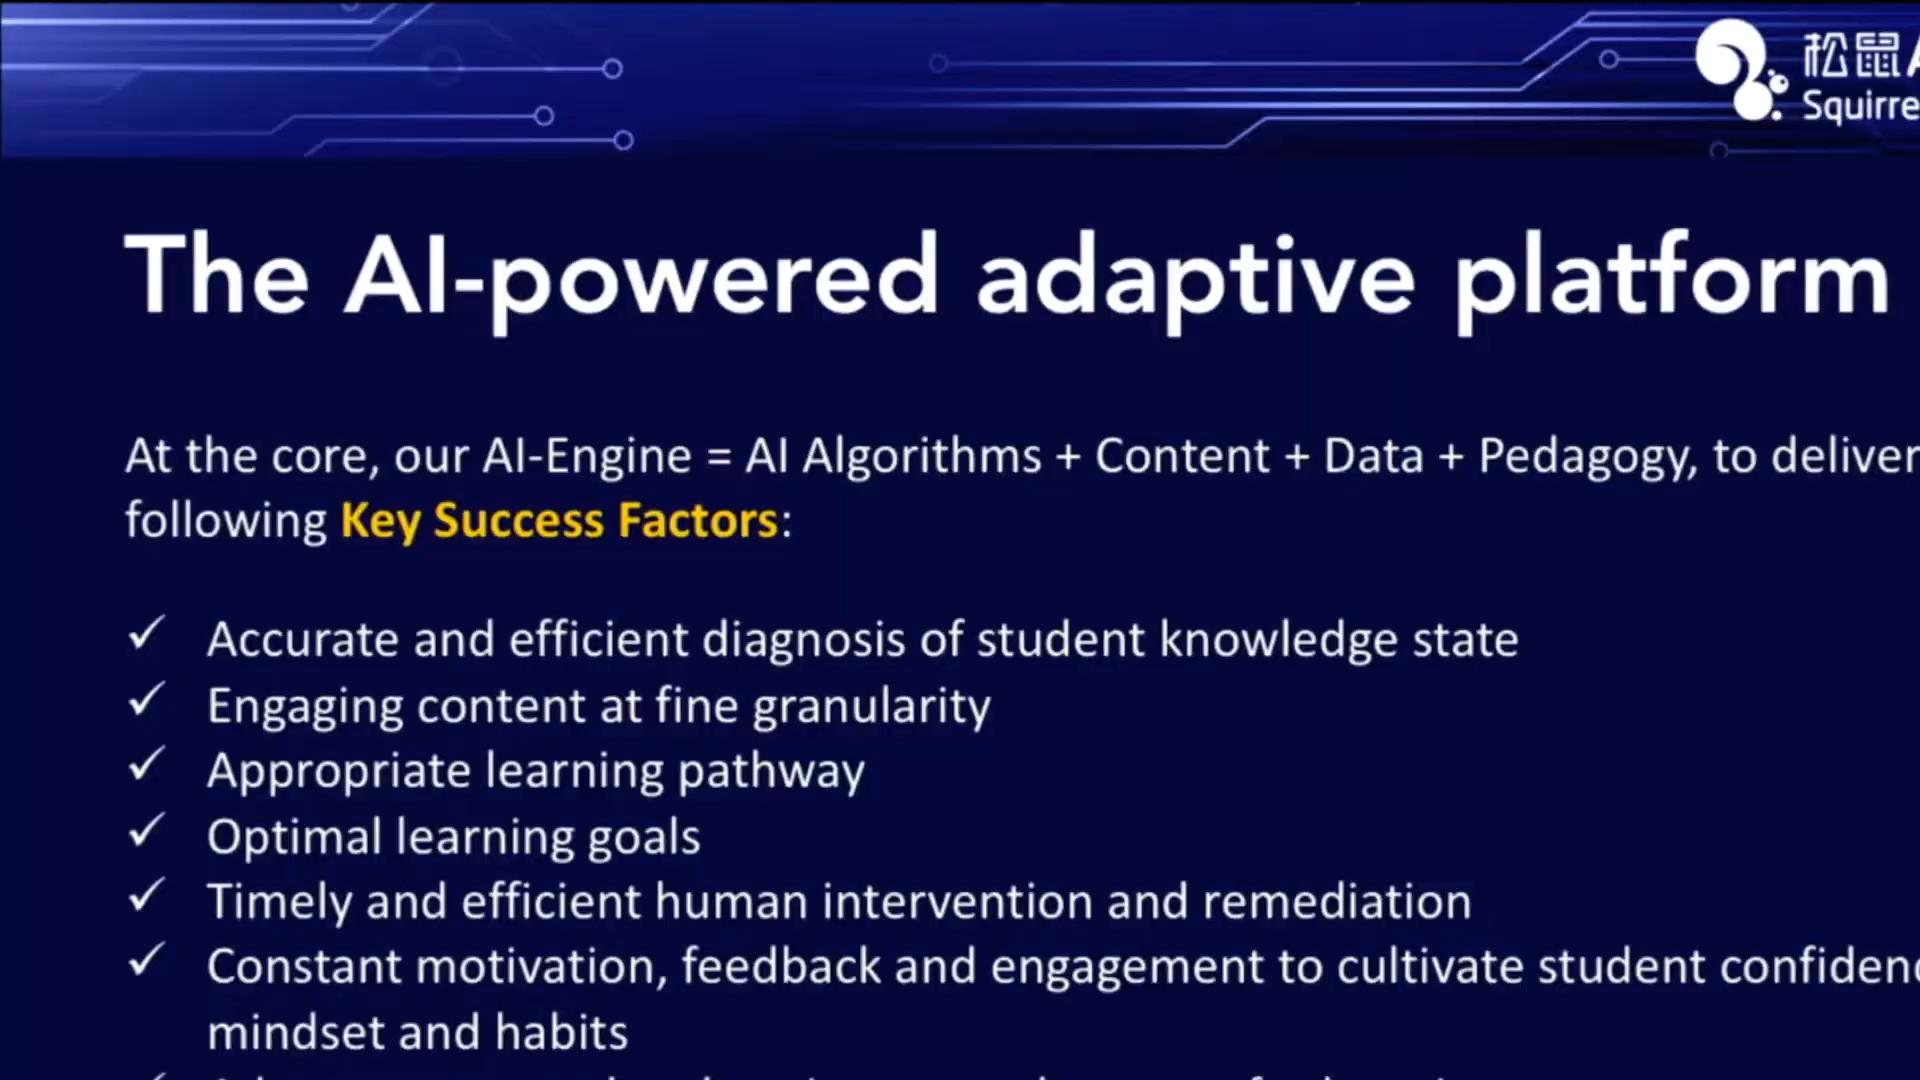 松鼠A
Squirre
The AI-powered adaptive platform
At the core, our AI-Engine = AI Algorithms + Content + Data + Pedagogy, to deliver
following Key Success Factors:
✓ Accurate and efficient diagnosis of student knowledge state
✓ Engaging content at fine granularity
✓ Appropriate learning pathway
✓ Optimal learning goals
✓ Timely and efficient human intervention and remediation
✓ Constant motivation, feedback and engagement to cultivate student confidenc
mindset and habits